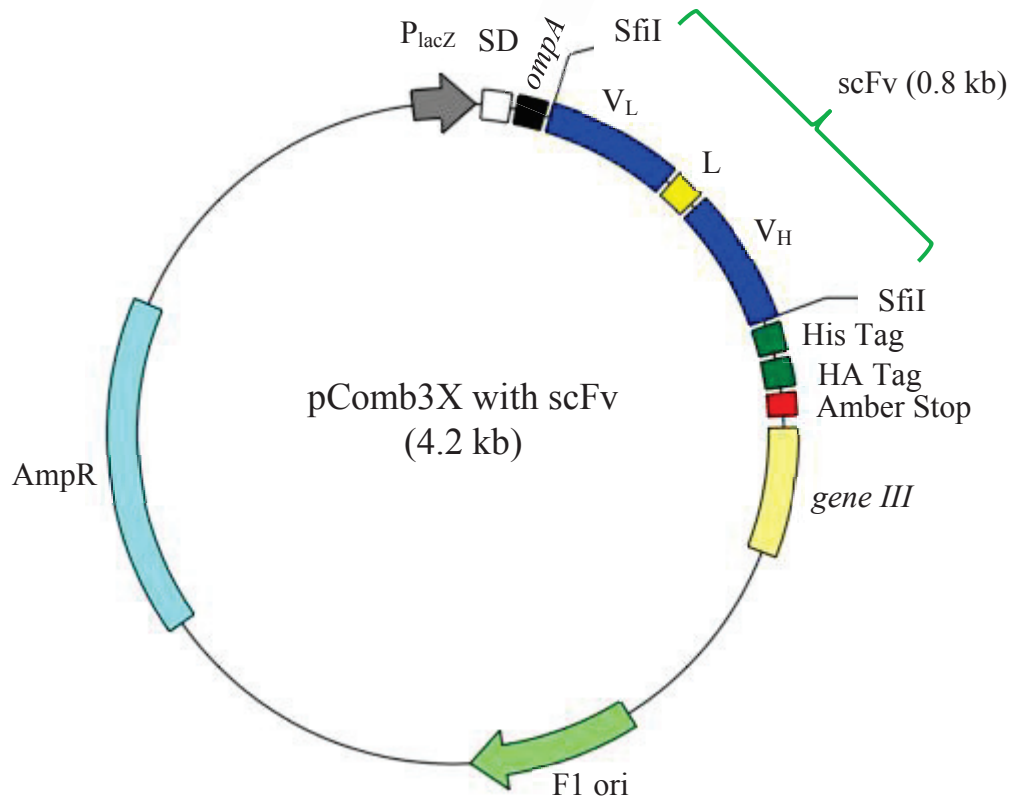 P_lacZ
SD
ompA
SfiI
scFv (0.8 kb)
V_L
L
V_H
SfiI
His Tag
HA Tag
Amber Stop
pComb3X with scFv
(4.2 kb)
AmpR
gene III
F1 ori